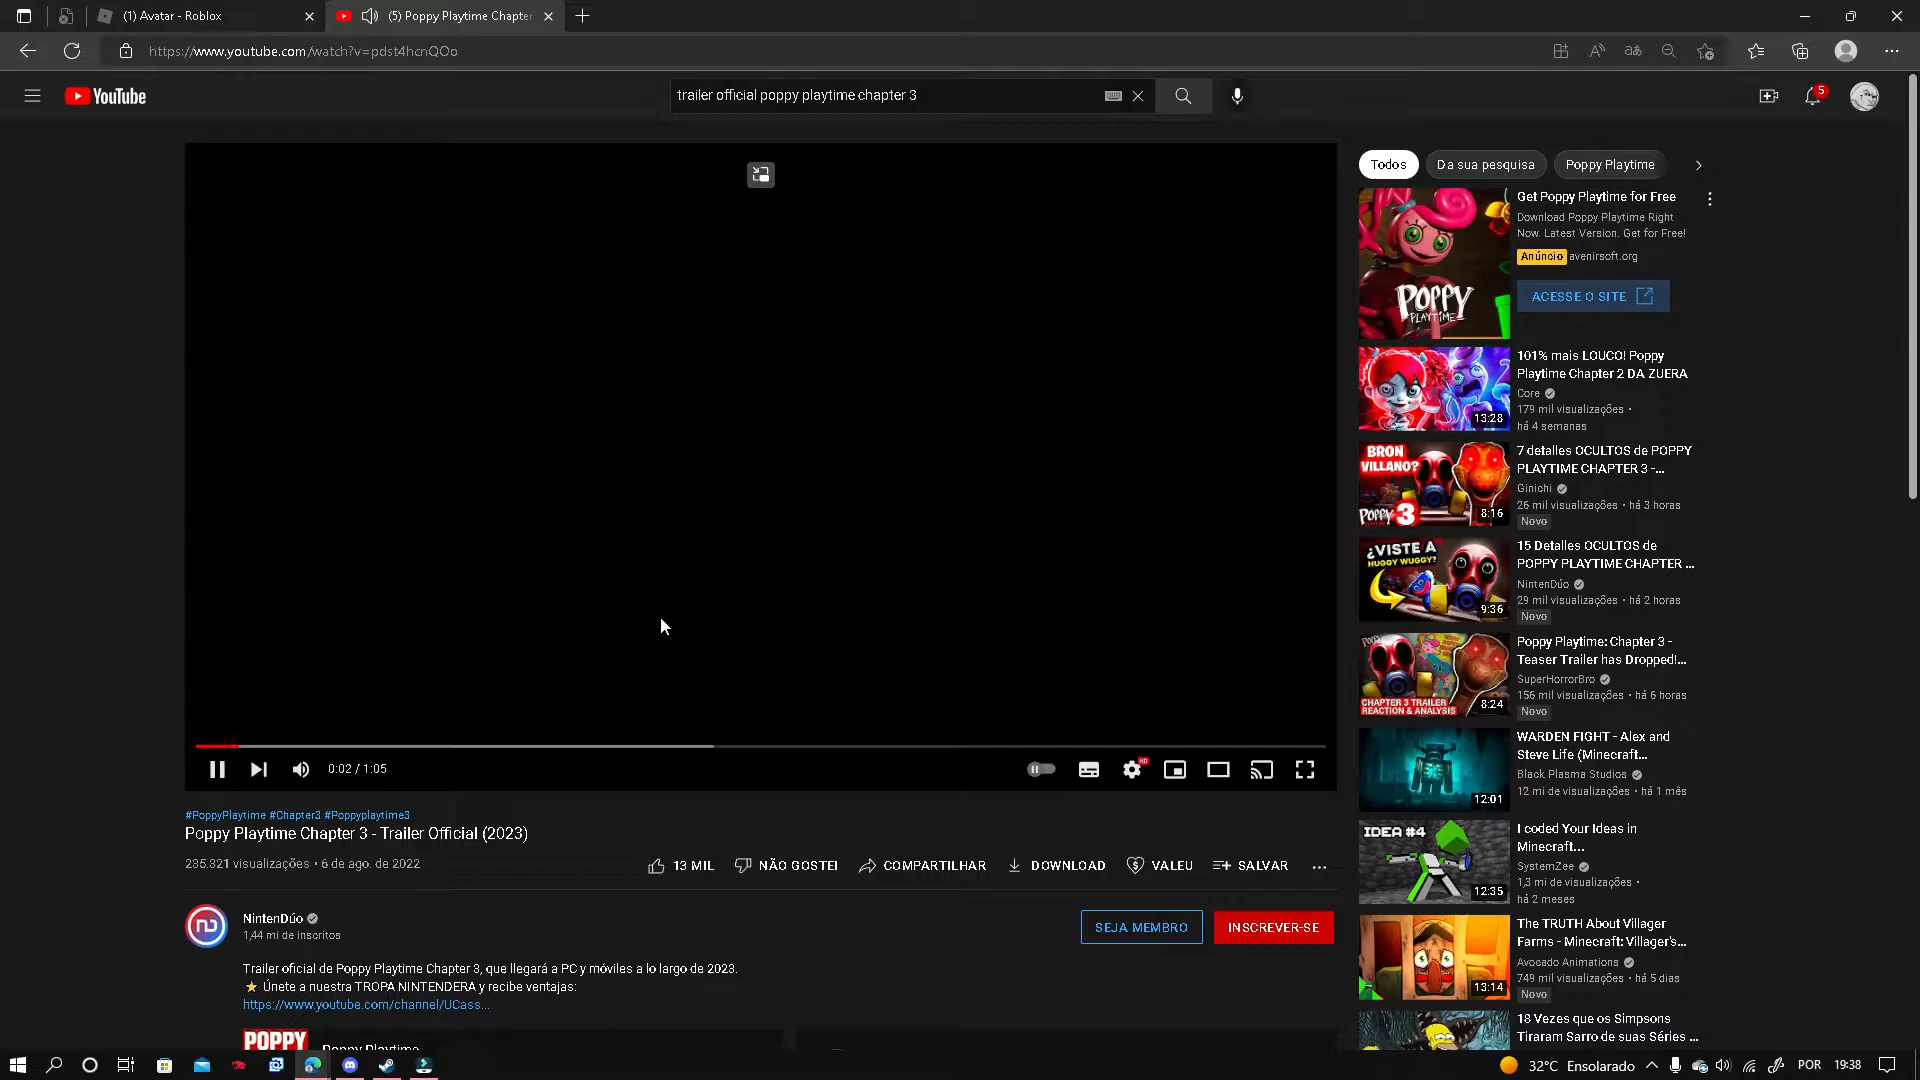 (1) Avatar - Roblox
(5) Poppy Playtime Chapte
https://www.youtube.com/watch?v=pdst4hcnQOo
YouTube
trailer official poppy playtime chapter 3
5
Todos
Da sua pesquisa
Poppy Playtime
POPPY
PLAYTIME
Get Poppy Playtime for Free
Download Poppy Playtime Right
Now. Latest Version. Get for Free!
Anúncio avenirsoft.org
ACESSE O SITE
13:28
101% mais LOUCO! Poppy
Playtime Chapter 2 DA ZUERA
Core
179 mil visualizações •
há 4 semanas
BRON
VILLANO?
POPPY 3
8:16
7 detalles OCULTOS de POPPY
PLAYTIME CHAPTER 3 -...
Ginichi
26 mil visualizações • há 3 horas
Novo
¿VISTE A
HUGGY WUGGY?
9:36
15 Detalles OCULTOS de
POPPY PLAYTIME CHAPTER ...
NintenDúo
29 mil visualizações • há 2 horas
Novo
CHAPTER 3 TRAILER
REACTION & ANALYSIS
8:24
Poppy Playtime: Chapter 3 -
Teaser Trailer has Dropped!...
SuperHorrorBro
156 mil visualizações • há 6 horas
Novo
12:01
WARDEN FIGHT - Alex and
Steve Life (Minecraft...
Black Plasma Studios
12 mi de visualizações • há 1 mês
IDEA #4
12:35
I coded Your Ideas in
Minecraft...
SystemZee
1,3 mi de visualizações •
há 2 meses
13:14
The TRUTH About Villager
Farms - Minecraft: Villager's...
Avocado Animations
749 mil visualizações • há 5 dias
Novo
18 Vezes que os Simpsons
Tiraram Sarro de suas Séries ...
0:02 / 1:05
HD
#PoppyPlaytime #Chapter3 #Poppyplaytime3
Poppy Playtime Chapter 3 - Trailer Official (2023)
235.321 visualizações • 6 de ago. de 2022
13 MIL
NÃO GOSTEI
COMPARTILHAR
DOWNLOAD
VALEU
SALVAR
NintenDúo
1,44 mi de inscritos
SEJA MEMBRO
INSCREVER-SE
Trailer oficial de Poppy Playtime Chapter 3, que llegará a PC y móviles a lo largo de 2023.
Únete a nuestra TROPA NINTENDERA y recibe ventajas:
https://www.youtube.com/channel/UCass...
POPPY
Poppy Playtime
32°C Ensolarado
POR
19:38